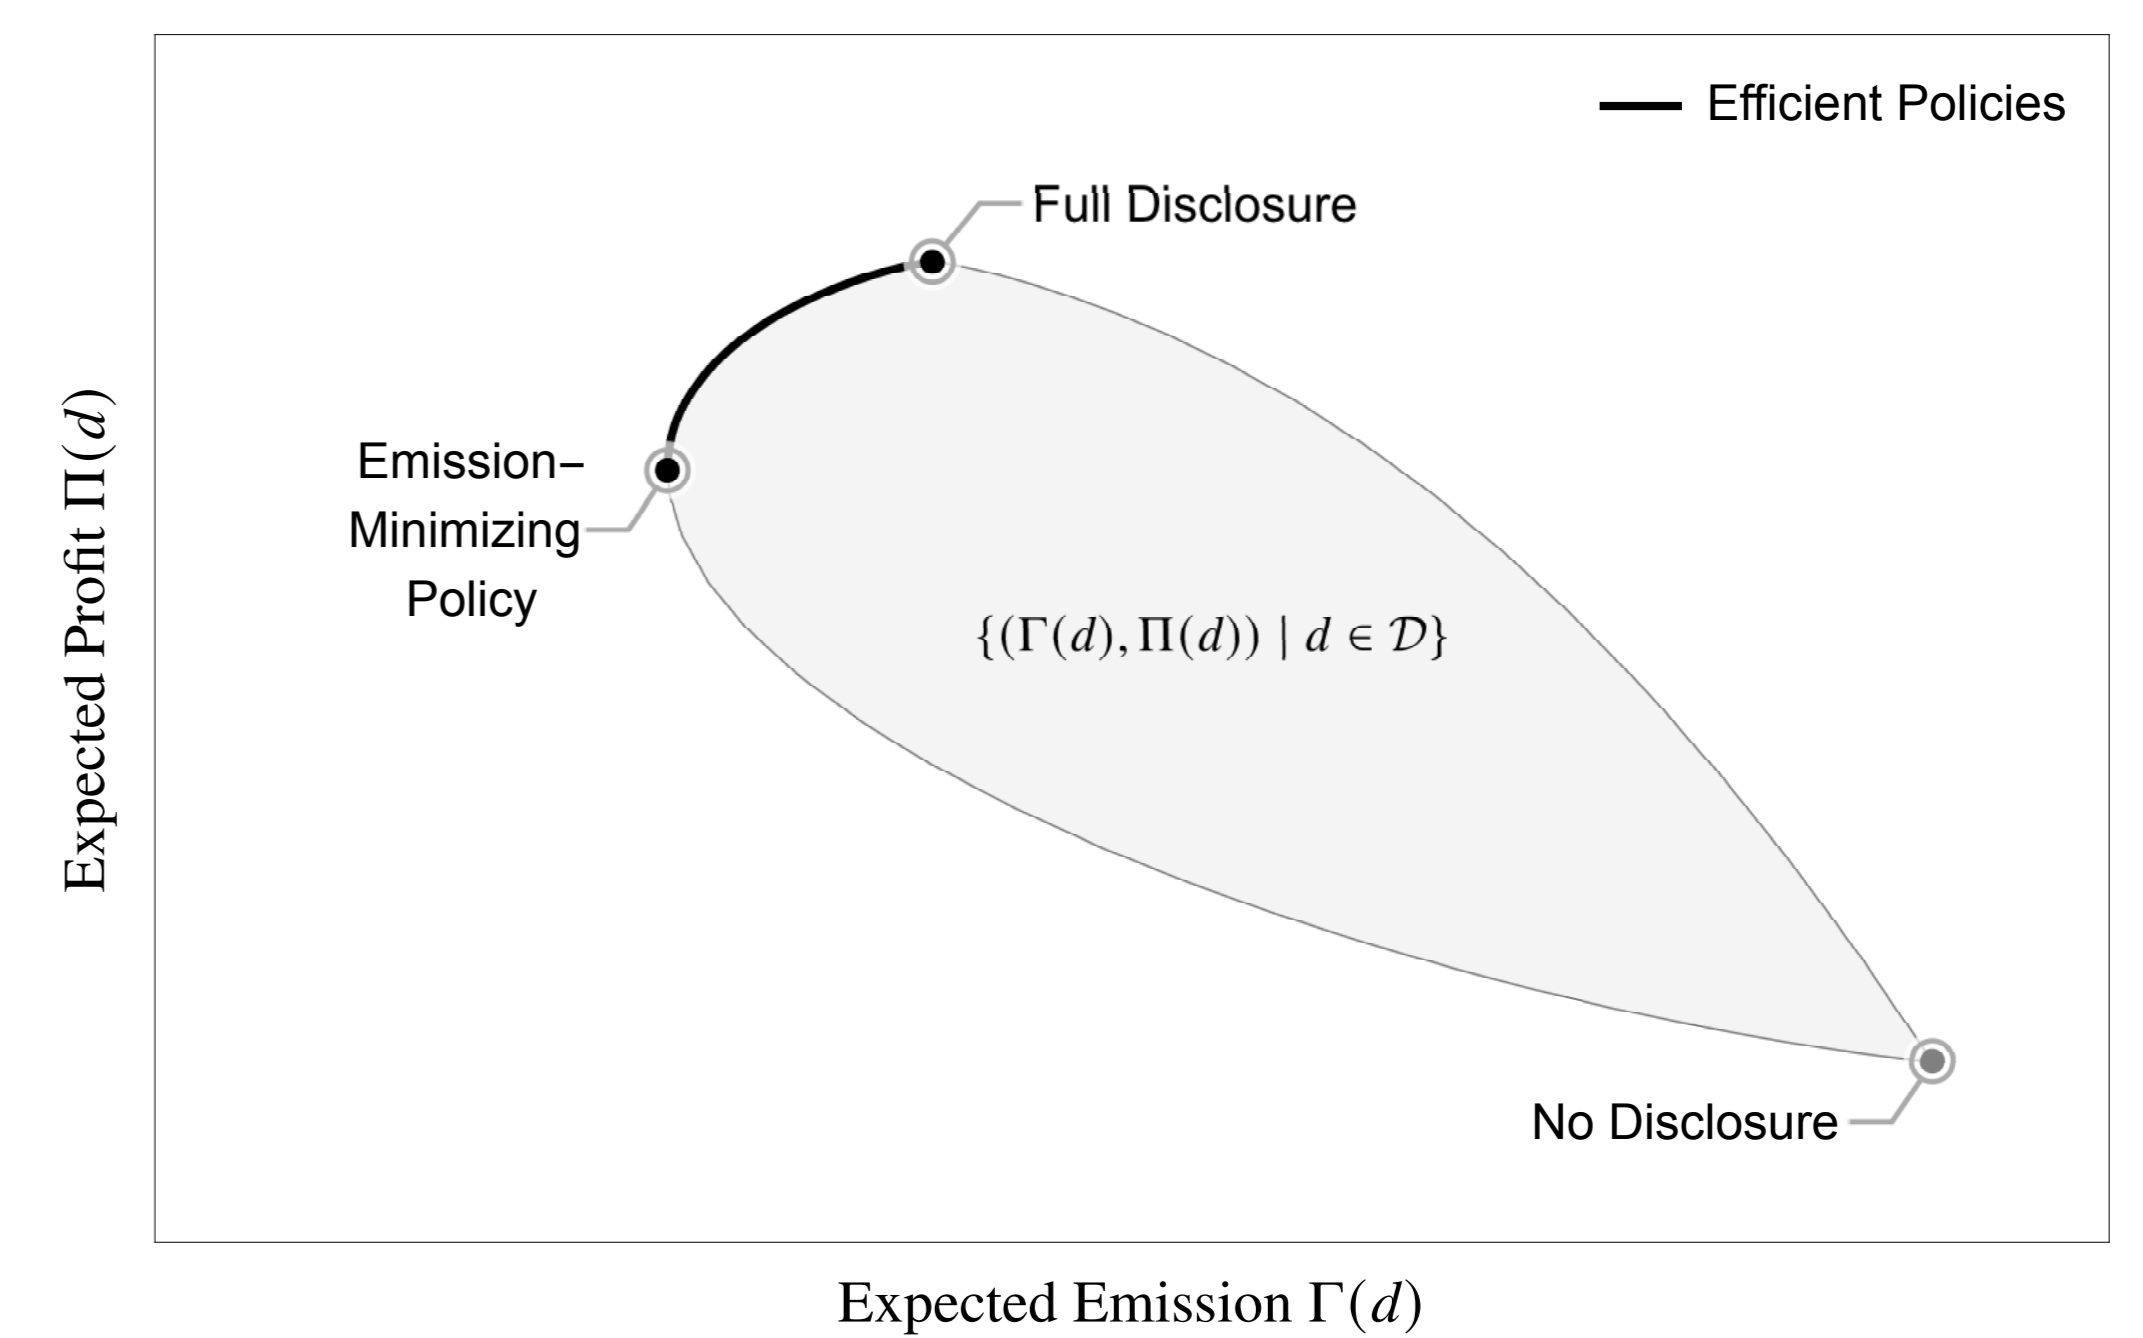 Efficient Policies
Full Disclosure
Emission–
Minimizing
Policy
{(Γ(d), Π(d)) | d ∈ 𝒟}
No Disclosure
Expected Profit Π(d)
Expected Emission Γ(d)